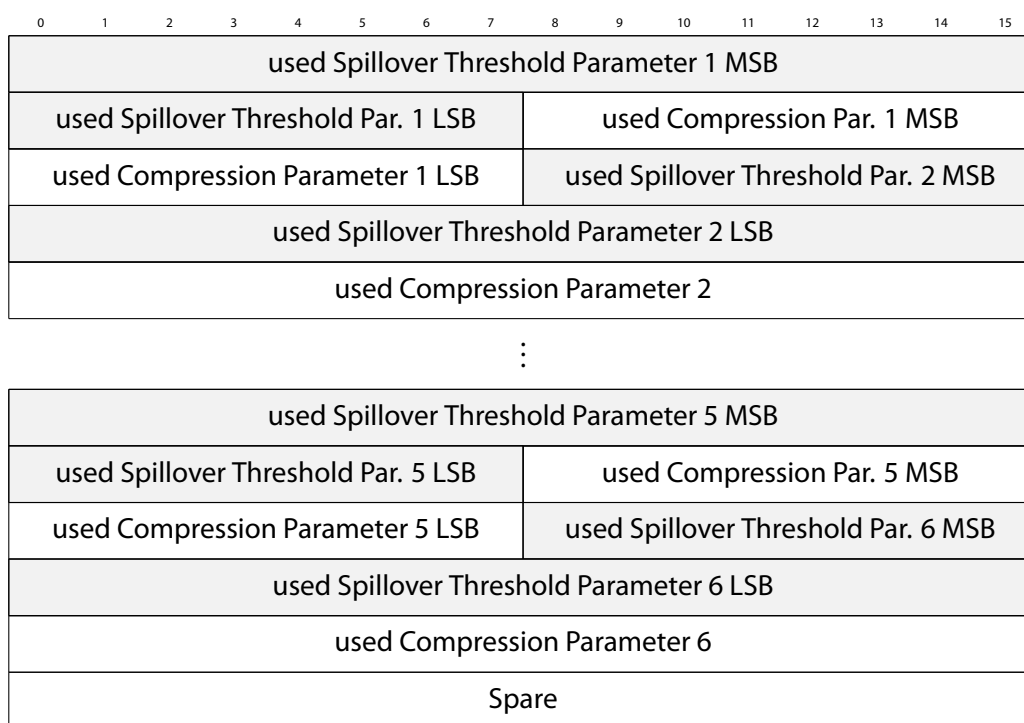 0 1 2 3 4 5 6 7 8 9 10 11 12 13 14 15
used Spillover Threshold Parameter 1 MSB
used Spillover Threshold Par. 1 LSB used Compression Par. 1 MSB
used Compression Parameter 1 LSB used Spillover Threshold Par. 2 MSB
used Spillover Threshold Parameter 2 LSB
used Compression Parameter 2
⋮
used Spillover Threshold Parameter 5 MSB
used Spillover Threshold Par. 5 LSB used Compression Par. 5 MSB
used Compression Parameter 5 LSB used Spillover Threshold Par. 6 MSB
used Spillover Threshold Parameter 6 LSB
used Compression Parameter 6
Spare